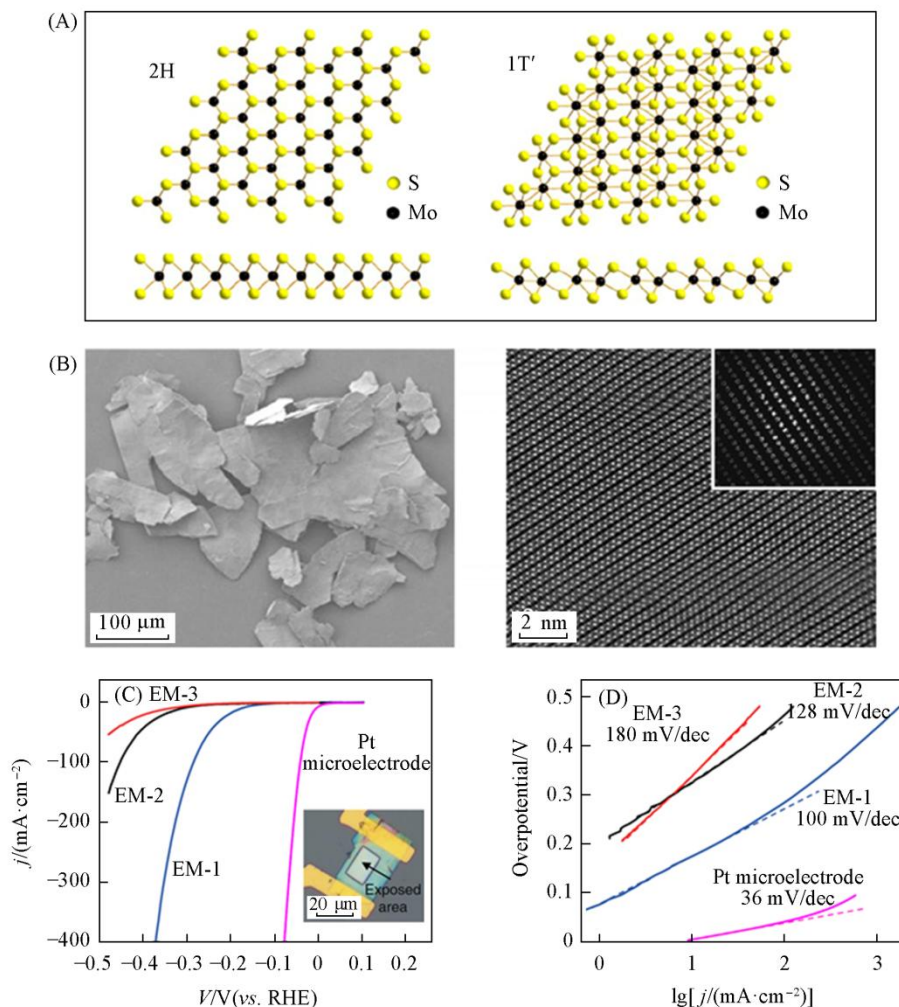 (A)
2H
1T′
S
Mo
S
Mo
(B)
100 μm
2 nm
(C)
EM-3
EM-2
EM-1
Pt
microelectrode
Exposed
area
20 μm
0
−100
−200
−300
−400
j/(mA·cm⁻²)
−0.5
−0.4
−0.3
−0.2
−0.1
0
0.1
0.2
V/V(vs. RHE)
(D)
EM-2
128 mV/dec
EM-3
180 mV/dec
EM-1
100 mV/dec
Pt microelectrode
36 mV/dec
0.5
0.4
0.3
0.2
0.1
0
Overpotential/V
0
1
2
3
lg[j/(mA·cm⁻²)]